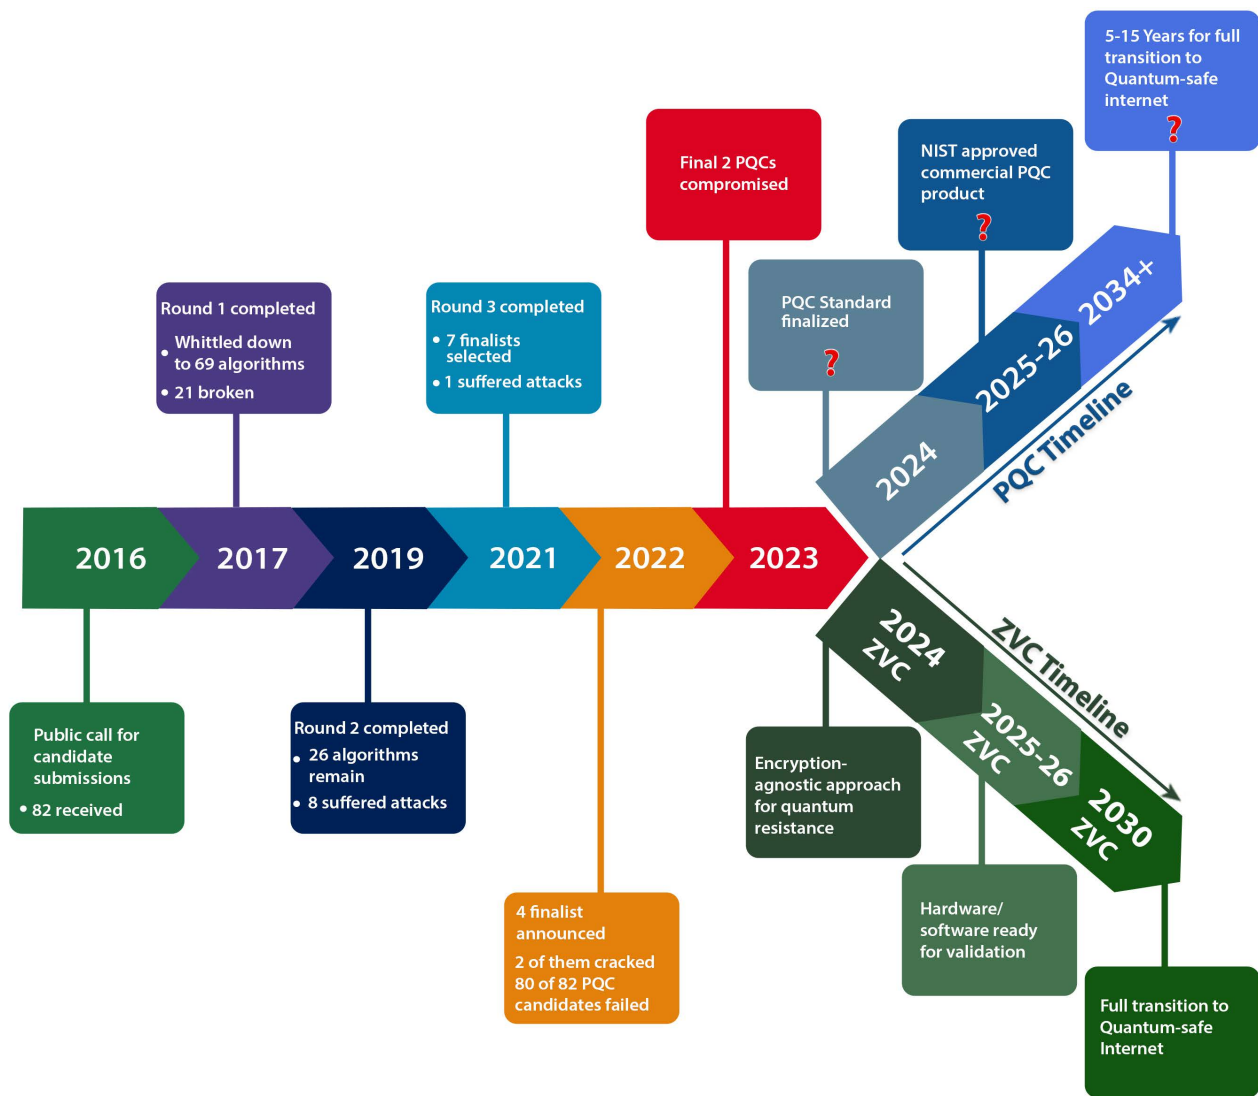 5-15 Years for full
transition to
Quantum-safe
internet
?
NIST approved
commercial PQC
product
?
Final 2 PQCs
compromised
PQC Standard
finalized
?
Round 1 completed
• Whittled down
to 69 algorithms
• 21 broken
Round 3 completed
• 7 finalists
selected
• 1 suffered attacks
2034+
2025-26
2024
PQC Timeline
2016
2017
2019
2021
2022
2023
ZVC Timeline
2024
ZVC
2025-26
ZVC
2030
ZVC
Public call for
candidate
submissions
• 82 received
Round 2 completed
• 26 algorithms
remain
• 8 suffered attacks
4 finalist
announced
2 of them cracked
80 of 82 PQC
candidates failed
Encryption-
agnostic approach
for quantum
resistance
Hardware/
software ready
for validation
Full transition to
Quantum-safe
Internet